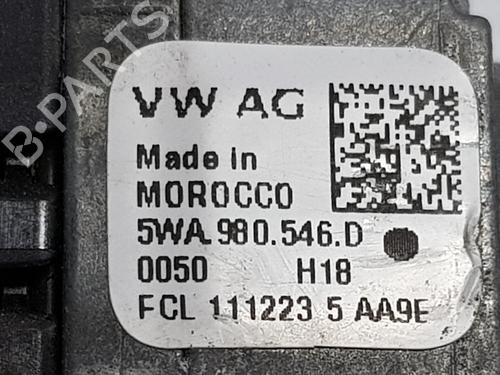 B-PARTS
VW AG
Made in
MOROCCO
5WA.980.546.D
0050 H18
FCL 111223 5 AA9E